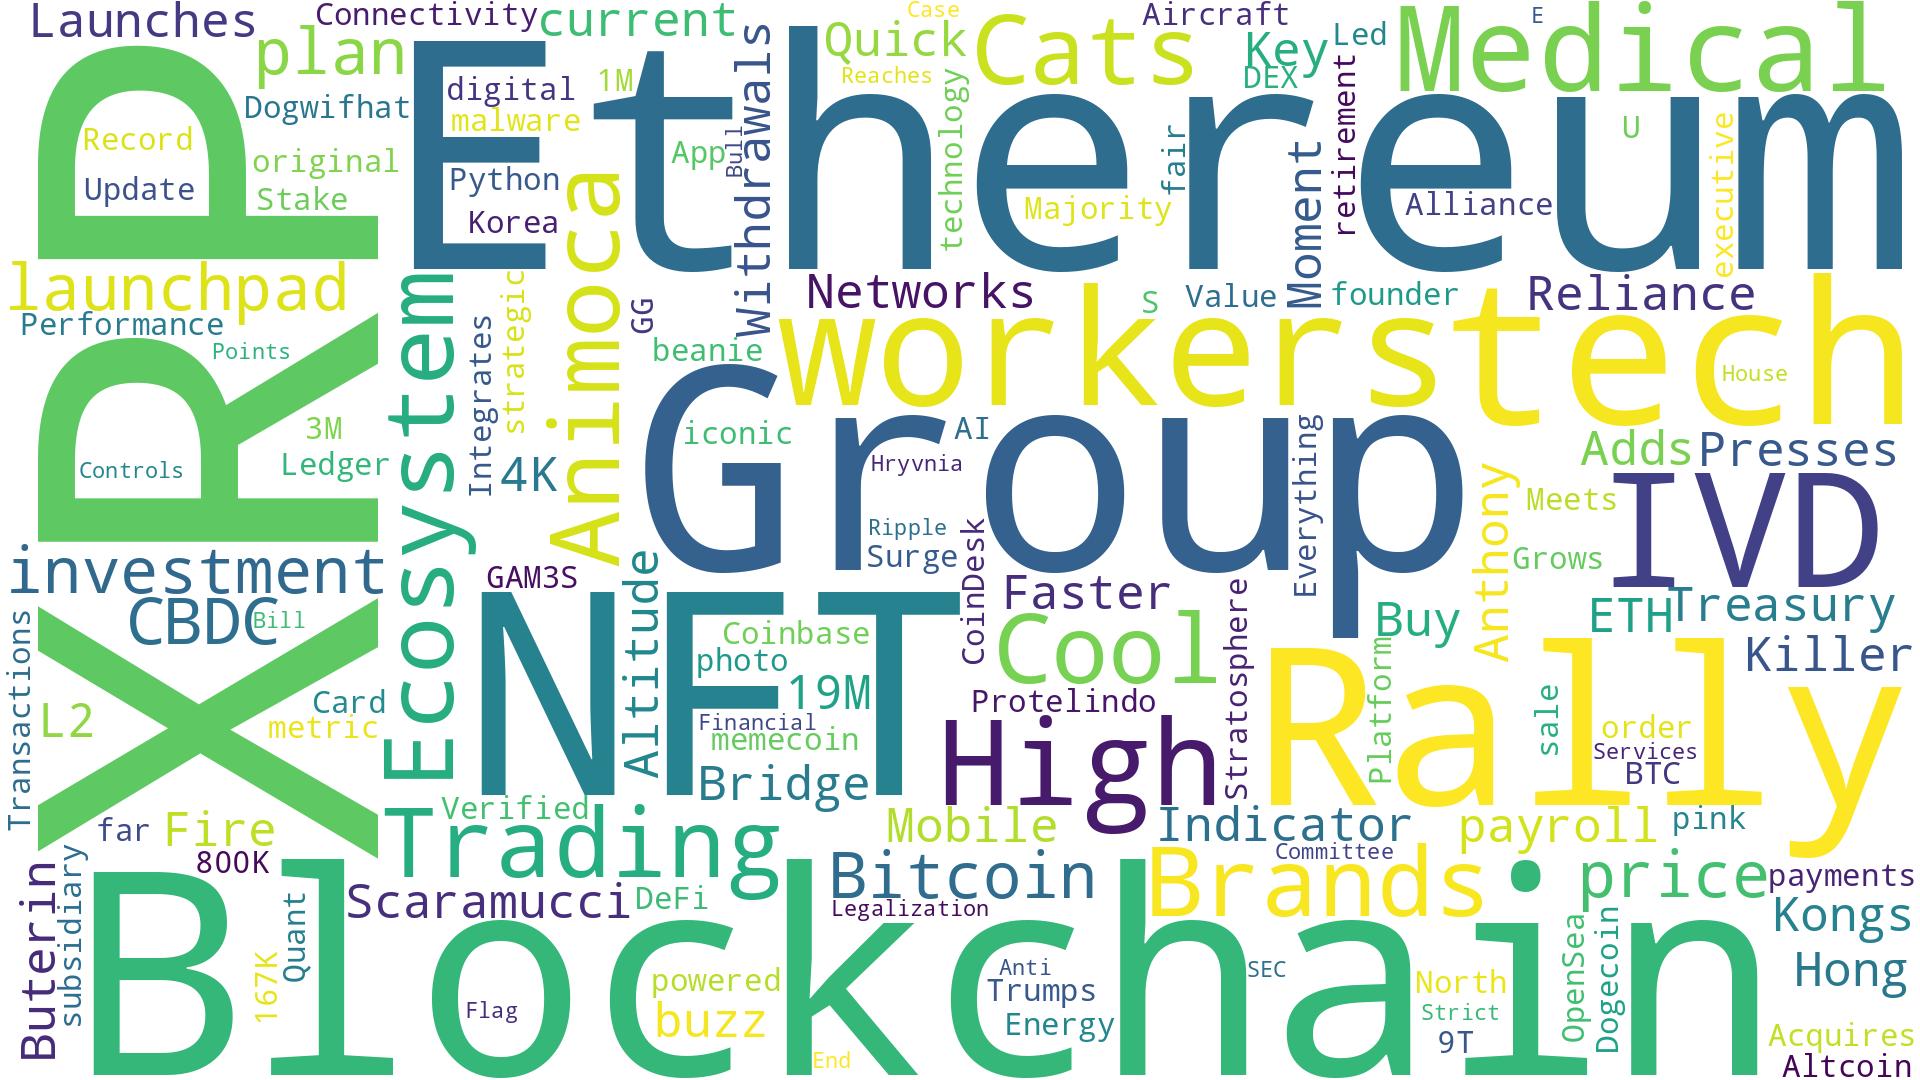 Launches
Connectivity
current
Case
Aircraft
E
plan
Quick
Cats
Key
Led
Medical
Reaches
DEX
digital
1M
Dogwifhat
malware
Record
original
Update
Stake
Python
Korea
App
Bull
Withdrawals
technology
Majority
fair
Moment
retirement
Alliance
U
executive
Ethereum
XRP
launchpad
Performance
Points
Ecosystem
Integrates
strategic
Animoca
GG
beanie
Networks
S
Value
founder
Reliance
workers
tech
House
3M
Ledger
Controls
4K
iconic
AI
Hryvnia
Group
Ripple
Surge
CoinDesk
Everything
Anthony
Adds
Presses
Meets
IVD
Grows
investment
CBDC
Bill
GAM3S
Altitude
Faster
Stratosphere
Buy
ETH
Treasury
Killer
Transactions
L2
Card
metric
NFT
Coinbase
photo
19M
Financial
memecoin
Bridge
Cool
Protelindo
High
Platform
Rally
sale
order
Services
BTC
far
Fire
Verified
Trading
Mobile
Indicator
payroll
pink
800K
Buterin
subsidiary
167K
Quant
Scaramucci
DeFi
Bitcoin
Legalization
Committee
Brands
price
payments
Kongs
Hong
Blockchain
Flag
powered
buzz
End
Anti
Trumps
Energy
SEC
North
Strict
9T
OpenSea
Dogecoin
Acquires
Altcoin